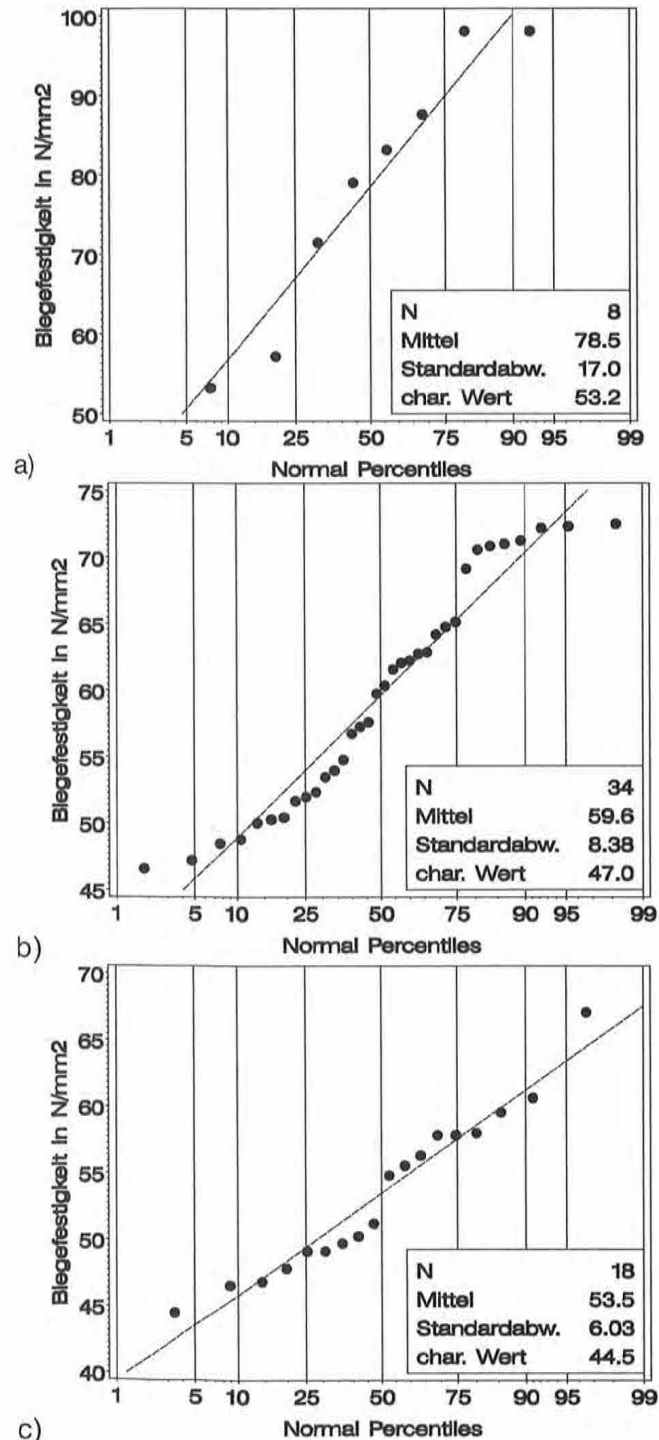 Biegefestigkeit in N/mm2
100
90
80
70
60
50
N 8
Mittel 78.5
Standardabw. 17.0
char. Wert 53.2
1 5 10 25 50 75 90 95 99
Normal Percentiles
a)
Biegefestigkeit in N/mm2
75
70
65
60
55
50
45
N 34
Mittel 59.6
Standardabw. 8.38
char. Wert 47.0
1 5 10 25 50 75 90 95 99
Normal Percentiles
b)
Biegefestigkeit in N/mm2
70
65
60
55
50
45
40
N 18
Mittel 53.5
Standardabw. 6.03
char. Wert 44.5
1 5 10 25 50 75 90 95 99
Normal Percentiles
c)